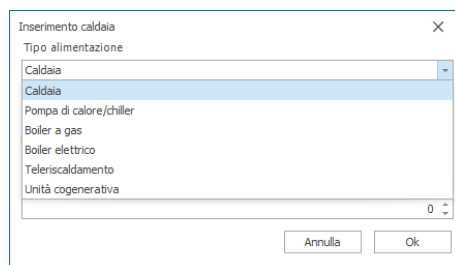 Inserimento caldaia
Tipo alimentazione
Caldaia
Caldaia
Pompa di calore/chiller
Boiler a gas
Boiler elettrico
Teleriscaldamento
Unità cogenerativa
0
Annulla Ok